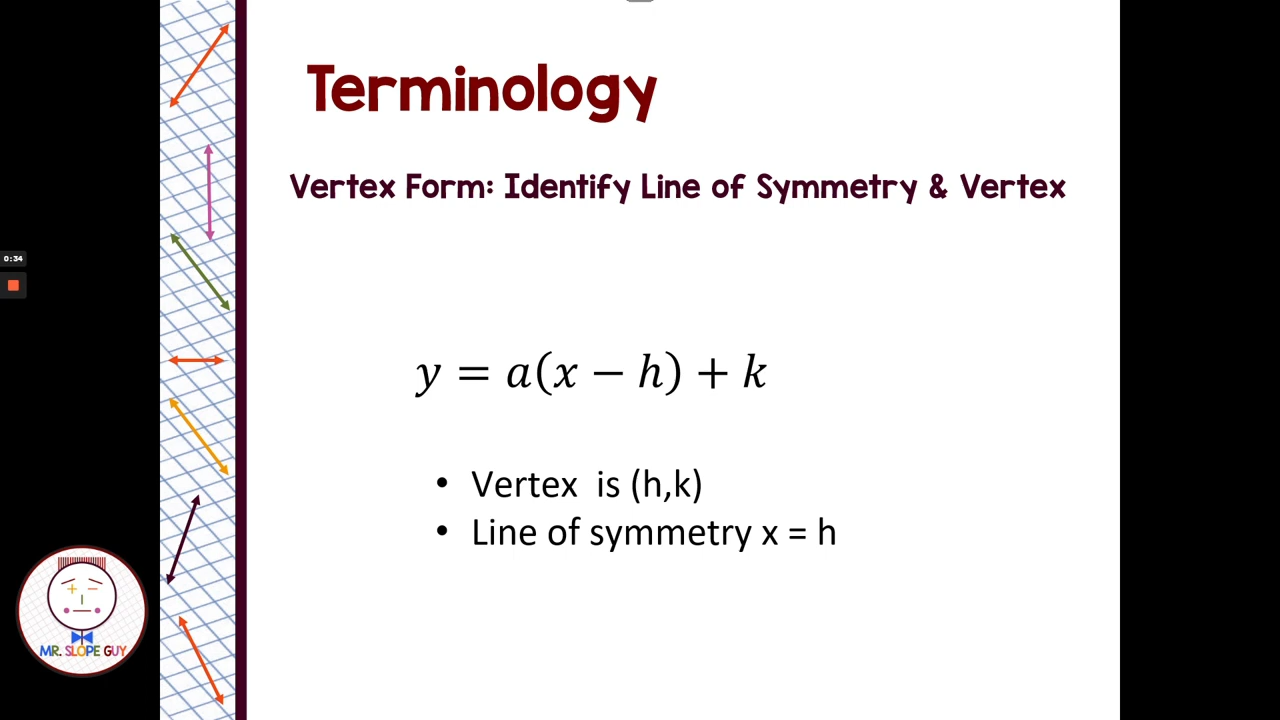 Terminology
Vertex Form: Identify Line of Symmetry & Vertex
0:34
y = a(x − h) + k
• Vertex is (h,k)
• Line of symmetry x = h
MR. SLOPE GUY